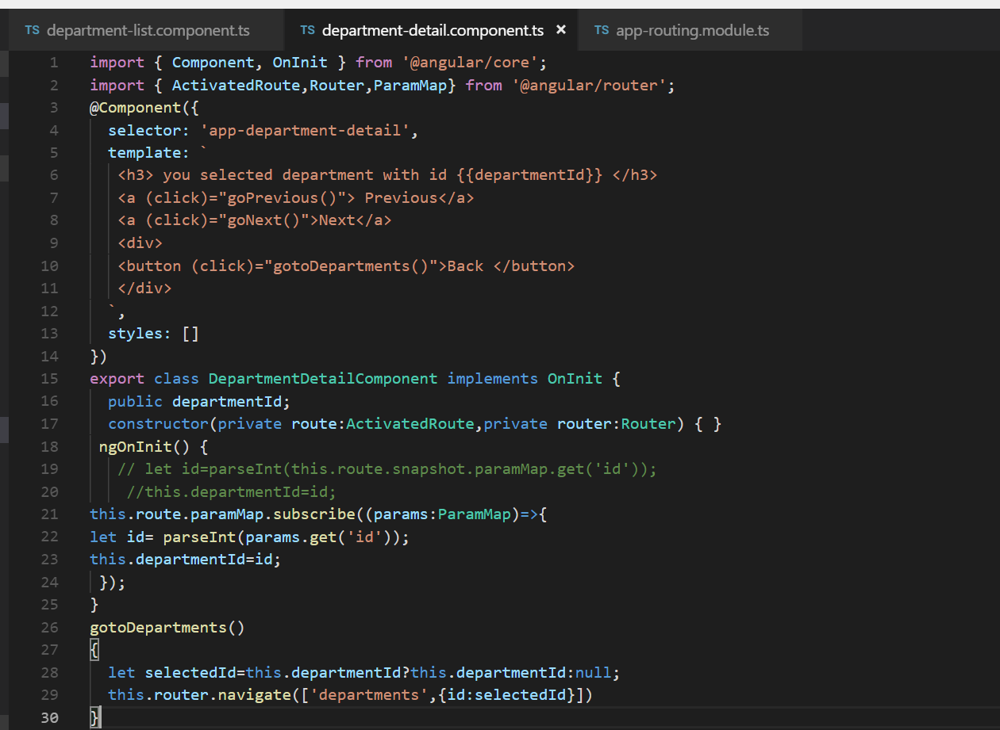 TS department-list.component.ts TS department-detail.component.ts × TS app-routing.module.ts
1 import { Component, OnInit } from '@angular/core';
2 import { ActivatedRoute,Router,ParamMap} from '@angular/router';
3 @Component({
4   selector: 'app-department-detail',
5   template: `
6    <h3> you selected department with id {{departmentId}} </h3>
7    <a (click)="goPrevious()"> Previous</a>
8    <a (click)="goNext()">Next</a>
9    <div>
10    <button (click)="gotoDepartments()">Back </button>
11    </div>
12   `,
13   styles: []
14 })
15 export class DepartmentDetailComponent implements OnInit {
16   public departmentId;
17   constructor(private route:ActivatedRoute,private router:Router) { }
18  ngOnInit() {
19    // let id=parseInt(this.route.snapshot.paramMap.get('id'));
20     //this.departmentId=id;
21 this.route.paramMap.subscribe((params:ParamMap)=>{
22 let id= parseInt(params.get('id'));
23 this.departmentId=id;
24  });
25 }
26 gotoDepartments()
27 {
28   let selectedId=this.departmentId?this.departmentId:null;
29   this.router.navigate(['departments',{id:selectedId}])
30 }